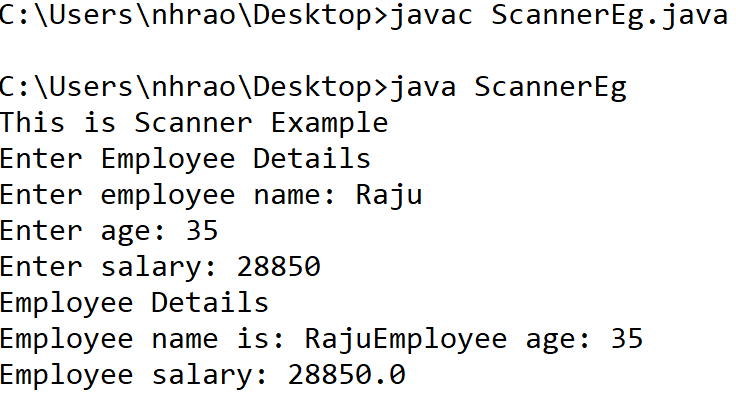 C:\Users\nhrao\Desktop>javac ScannerEg.java
C:\Users\nhrao\Desktop>java ScannerEg
This is Scanner Example
Enter Employee Details
Enter employee name: Raju
Enter age: 35
Enter salary: 28850
Employee Details
Employee name is: RajuEmployee age: 35
Employee salary: 28850.0